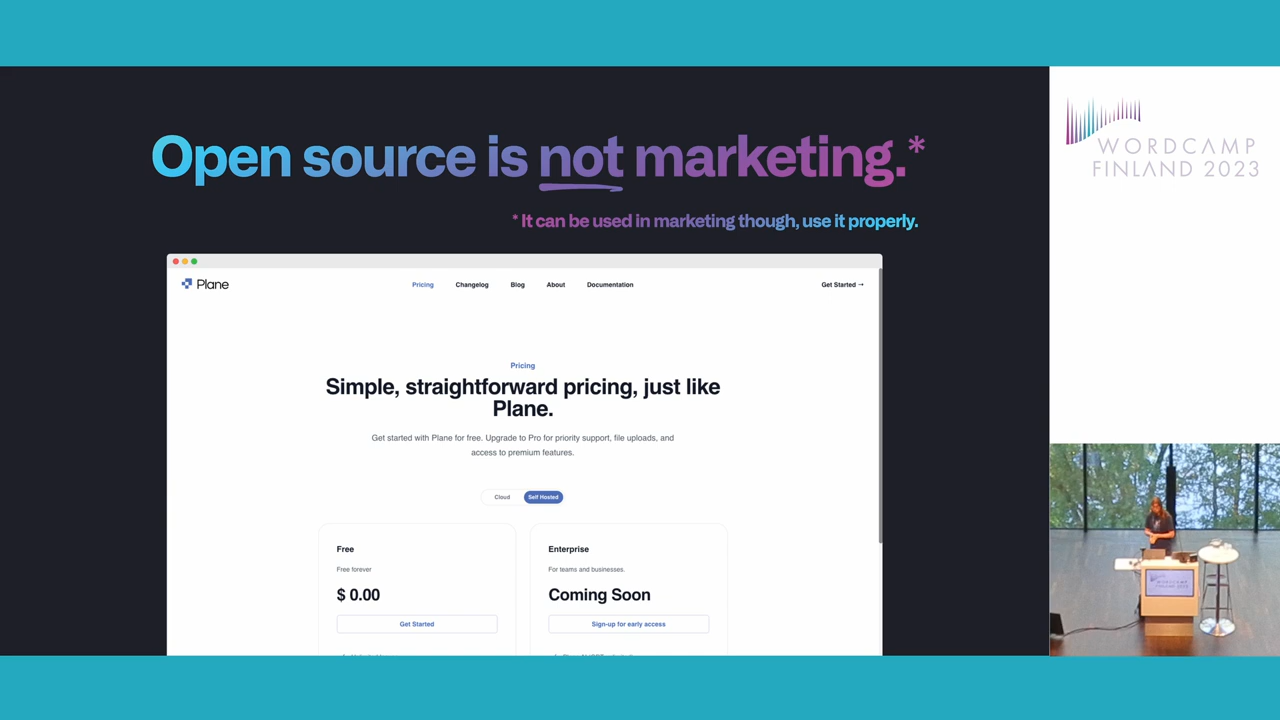 Open source is not marketing.*
* It can be used in marketing though, use it properly.
Plane
Pricing
Changelog
Blog
About
Documentation
Get Started →
Pricing
Simple, straightforward pricing, just like
Plane.
Get started with Plane for free. Upgrade to Pro for priority support, file uploads, and
access to premium features.
Cloud
Self Hosted
Free
Free forever
$ 0.00
Get Started
Enterprise
For teams and businesses.
Coming Soon
Sign-up for early access
WORDCAMP
FINLAND 2023
WORDCAMP
FINLAND 2023